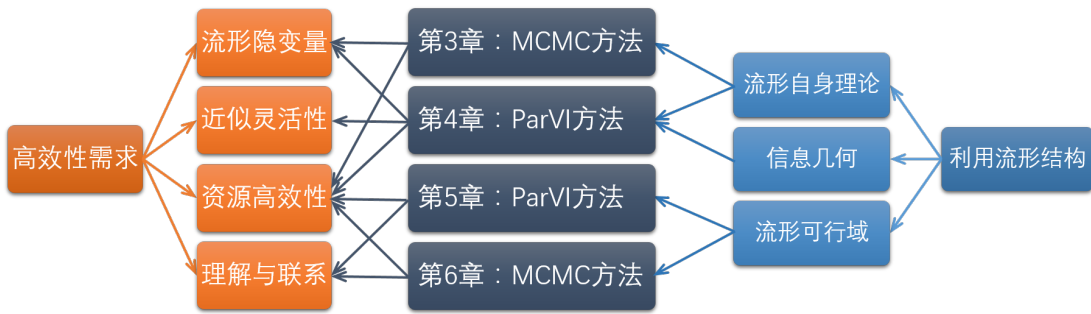 高效性需求
流形隐变量
近似灵活性
资源高效性
理解与联系
第3章：MCMC方法
第4章：ParVI方法
第5章：ParVI方法
第6章：MCMC方法
流形自身理论
信息几何
流形可行域
利用流形结构